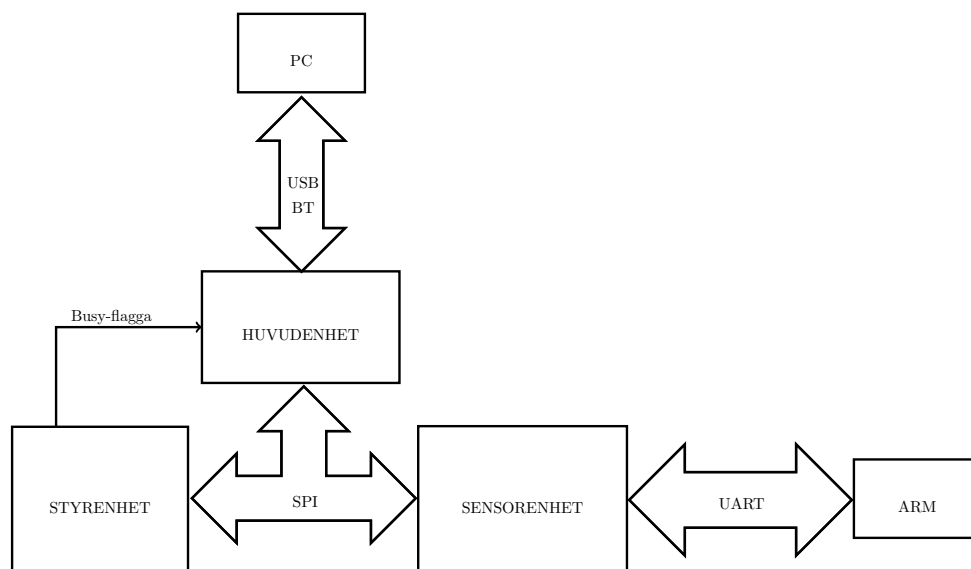 PC
USB
BT
Busy-flagga
HUVUDENHET
STYRENHET
SPI
SENSORENHET
UART
ARM